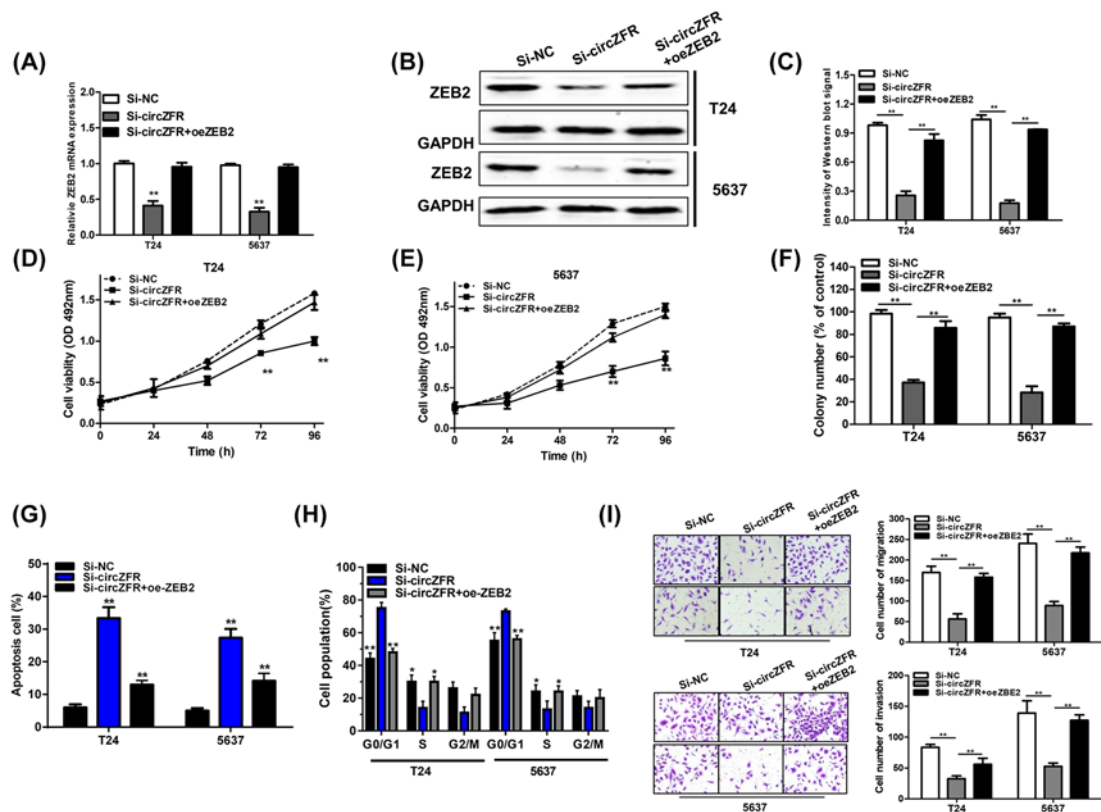 (A)
Si-NC
Si-circZFR
Si-circZFR+oeZEB2
Relativie ZEB2 mRNA expression
2.0
1.5
1.0
0.5
0.0
**
**
T24
5637
(B)
Si-NC
Si-circZFR
Si-circZFR
+oeZEB2
ZEB2
GAPDH
T24
ZEB2
GAPDH
5637
(C)
Si-NC
Si-circZFR
Si-circZFR+oeZEB2
Intensity of Western blot signal
1.2
0.9
0.6
0.3
0.0
**
**
**
**
T24
5637
(D)
T24
Si-NC
Si-circZFR
Si-circZFR+oeZEB2
Cell viablity (OD 492nm)
1.5
1.0
0.5
0.0
**
**
0
24
48
72
96
Time (h)
(E)
5637
Si-NC
Si-circZFR
Si-circZFR+oeZEB2
Cell viablity (OD 492nm)
1.5
1.0
0.5
0.0
**
**
0
24
48
72
96
Time (h)
(F)
Si-NC
Si-circZFR
Si-circZFR+oeZEB2
Colony number (% of control)
140
120
100
80
60
40
20
0
**
**
**
**
T24
5637
(G)
Si-NC
Si-circZFR
Si-circZFR+oe-ZEB2
Apoptosis cell (%)
50
40
30
20
10
0
**
**
**
**
T24
5637
(H)
Si-NC
Si-circZFR
Si-circZFR+oe-ZEB2
Cell population(%)
100
80
60
40
20
0
**
**
*
*
**
**
*
*
G0/G1
S
G2/M
G0/G1
S
G2/M
T24
5637
(I)
Si-NC
Si-circZFR
Si-circZFR
+oeZEB2
T24
Si-NC
Si-circZFR
Si-circZFR+oeZBE2
Cell number of migration
300
250
200
150
100
50
0
**
**
**
**
T24
5637
Si-NC
Si-circZFR
Si-circZFR
+oeZEB2
5637
Si-NC
Si-circZFR
Si-circZFR+oeZBE2
Cell number of invasion
200
150
100
50
0
**
**
**
**
T24
5637